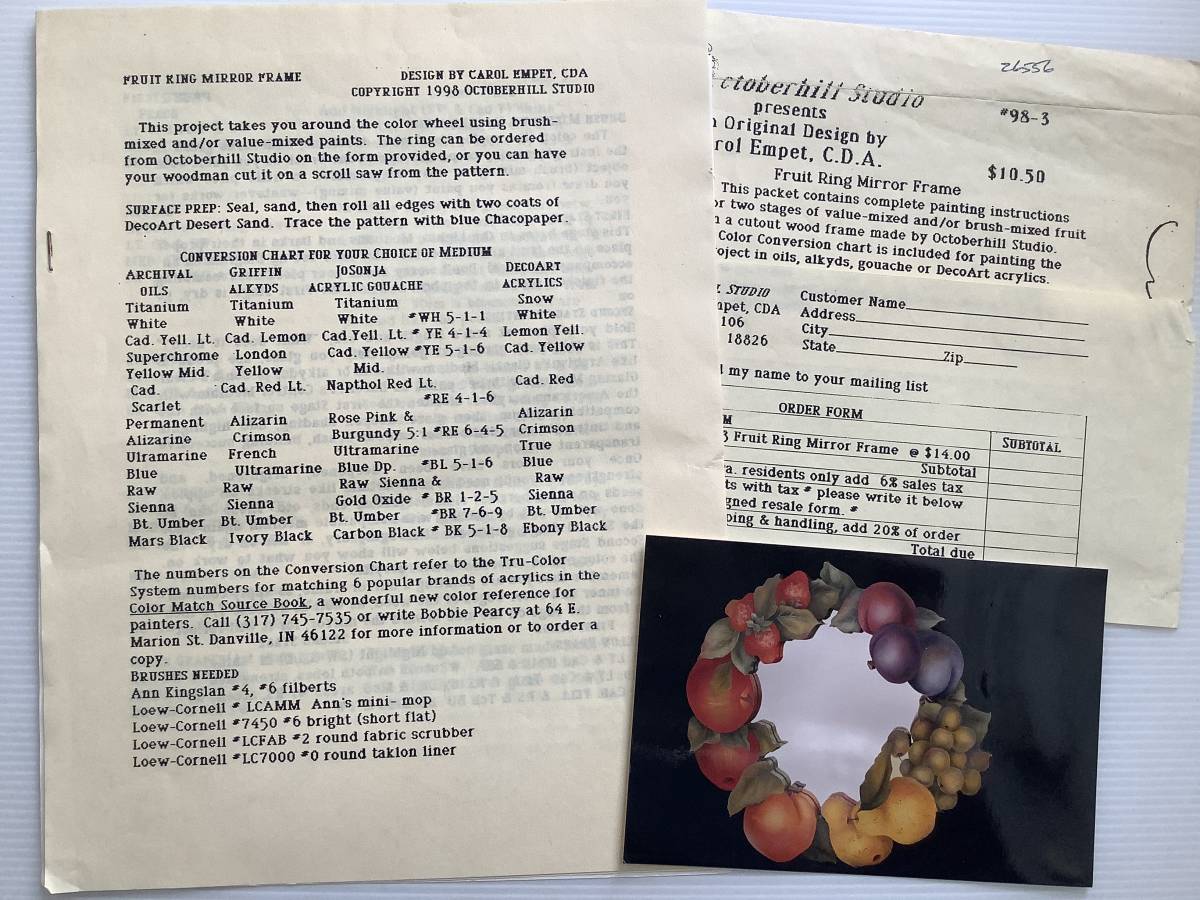 FRUIT RING MIRROR FRAME DESIGN BY CAROL EMPET, CDA
COPYRIGHT 1998 OCTOBERHILL STUDIO
This project takes you around the color wheel using brush-
mixed and/or value-mixed paints. The ring can be ordered
from Octoberhill Studio on the form provided, or you can have
your woodman cut it on a scroll saw from the pattern.
SURFACE PREP: Seal, sand, then roll all edges with two coats of
DecoArt Desert Sand. Trace the pattern with blue Chacopaper.
CONVERSION CHART FOR YOUR CHOICE OF MEDIUM
ARCHIVAL GRIFFIN JOSONJA DECOART
OILS ALKYDS ACRYLIC GOUACHE ACRYLICS
Titanium Titanium Titanium Snow
White White White #WH 5-1-1 White
Cad. Yell. Lt. Cad. Lemon Cad.Yell. Lt. # YE 4-1-4 Lemon Yell.
Superchrome London Cad. Yellow #YE 5-1-6 Cad. Yellow
Yellow Mid. Yellow Mid.
Cad. Cad. Red Lt. Napthol Red Lt. Cad. Red
Scarlet #RE 4-1-6
Permanent Alizarin Rose Pink & Alizarin
Alizarine Crimson Burgundy 5:1 #RE 6-4-5 Crimson
Ulramarine French Ultramarine True
Blue Ultramarine Blue Dp. #BL 5-1-6 Blue
Raw Raw Raw Sienna & Raw
Sienna Sienna Gold Oxide # BR 1-2-5 Sienna
Bt. Umber Bt. Umber Bt. Umber #BR 7-6-9 Bt. Umber
Mars Black Ivory Black Carbon Black # BK 5-1-8 Ebony Black
The numbers on the Conversion Chart refer to the Tru-Color
System numbers for matching 6 popular brands of acrylics in the
Color Match Source Book, a wonderful new color reference for
painters. Call (317) 745-7535 or write Bobbie Pearcy at 64 E.
Marion St. Danville, IN 46122 for more information or to order a
copy.
BRUSHES NEEDED
Ann Kingslan #4, #6 filberts
Loew-Cornell # LCAMM Ann's mini- mop
Loew-Cornell #7450 #6 bright (short flat)
Loew-Cornell #LCFAB #2 round fabric scrubber
Loew-Cornell #LC7000 #0 round taklon liner
26556
ctoberhill Studio #98-3
presents
Original Design by
rol Empet, C.D.A.
Fruit Ring Mirror Frame $10.50
This packet contains complete painting instructions
or two stages of value-mixed and/or brush-mixed fruit
a cutout wood frame made by Octoberhill Studio.
Color Conversion chart is included for painting the
oject in oils, alkyds, gouache or DecoArt acrylics.
STUDIO Customer Name
mpet, CDA Address
106 City
18826 State Zip
my name to your mailing list
ORDER FORM
M SUBTOTAL
3 Fruit Ring Mirror Frame @ $14.00
Subtotal
a. residents only add 6% sales tax
ts with tax # please write it below
gned resale form. #
ping & handling, add 20% of order
Total due